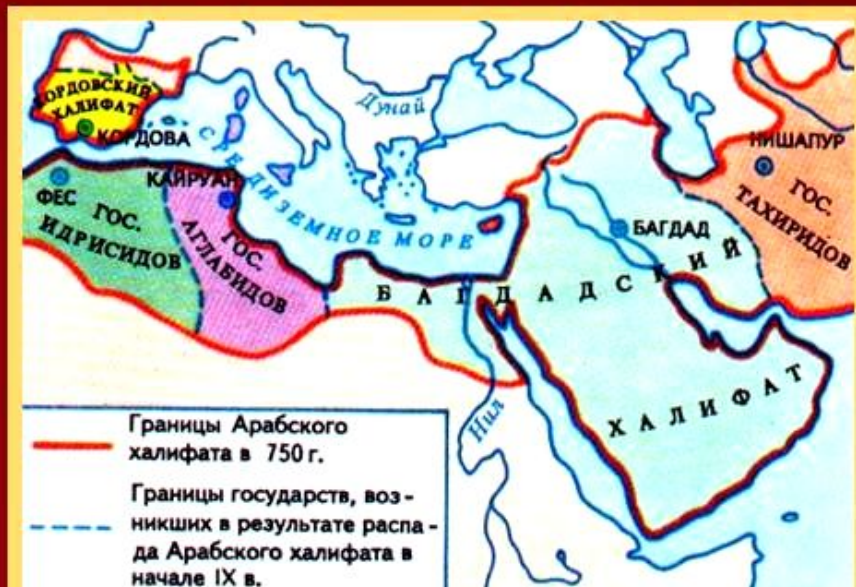 КОРДОВСКИЙ
ХАЛИФАТ
КОРДОВА
Дунай
СРЕДИЗЕМНОЕ МОРЕ
НИШАПУР
ГОС.
ТАХИРИДОВ
ФЕС
ГОС.
ИДРИСИДОВ
КАЙРУАН
ГОС.
АГЛАБИДОВ
БАГДАД
БАГДАДСКИЙ
ХАЛИФАТ
Нил
Границы Арабского
халифата в 750 г.
Границы государств, воз-
никших в результате распа-
да Арабского халифата в
начале IX в.